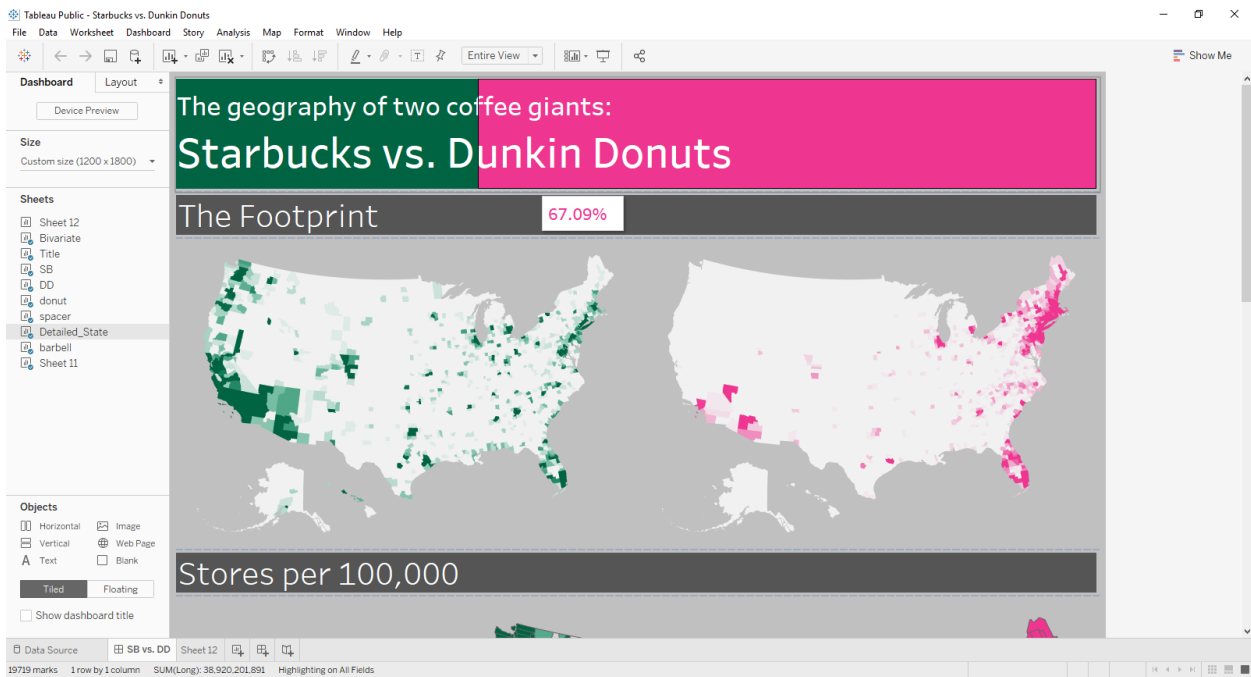 Tableau Public - Starbucks vs. Dunkin Donuts
File Data Worksheet Dashboard Story Analysis Map Format Window Help
Entire View
Show Me
Dashboard Layout
Device Preview
Size
Custom size (1200 x 1800)
Sheets
Sheet 12
Bivariate
Title
SB
DD
donut
spacer
Detailed_State
barbell
Sheet 11
Objects
Horizontal Image
Vertical Web Page
A Text Blank
Tiled Floating
Show dashboard title
The geography of two coffee giants:
Starbucks vs. Dunkin Donuts
The Footprint
67.09%
Stores per 100,000
Data Source SB vs. DD Sheet 12
19719 marks 1 row by 1 column SUM(Long): 38,920,201.891 Highlighting on All Fields